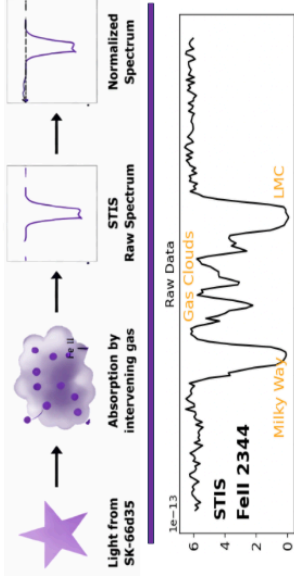 Light from
SK-66d35
Fe II
Absorption by
intervening gas
STIS
Raw Spectrum
Normalized
Spectrum
Raw Data
1e−13
6
4
2
0
STIS
FeII 2344
Milky Way
Gas Clouds
LMC